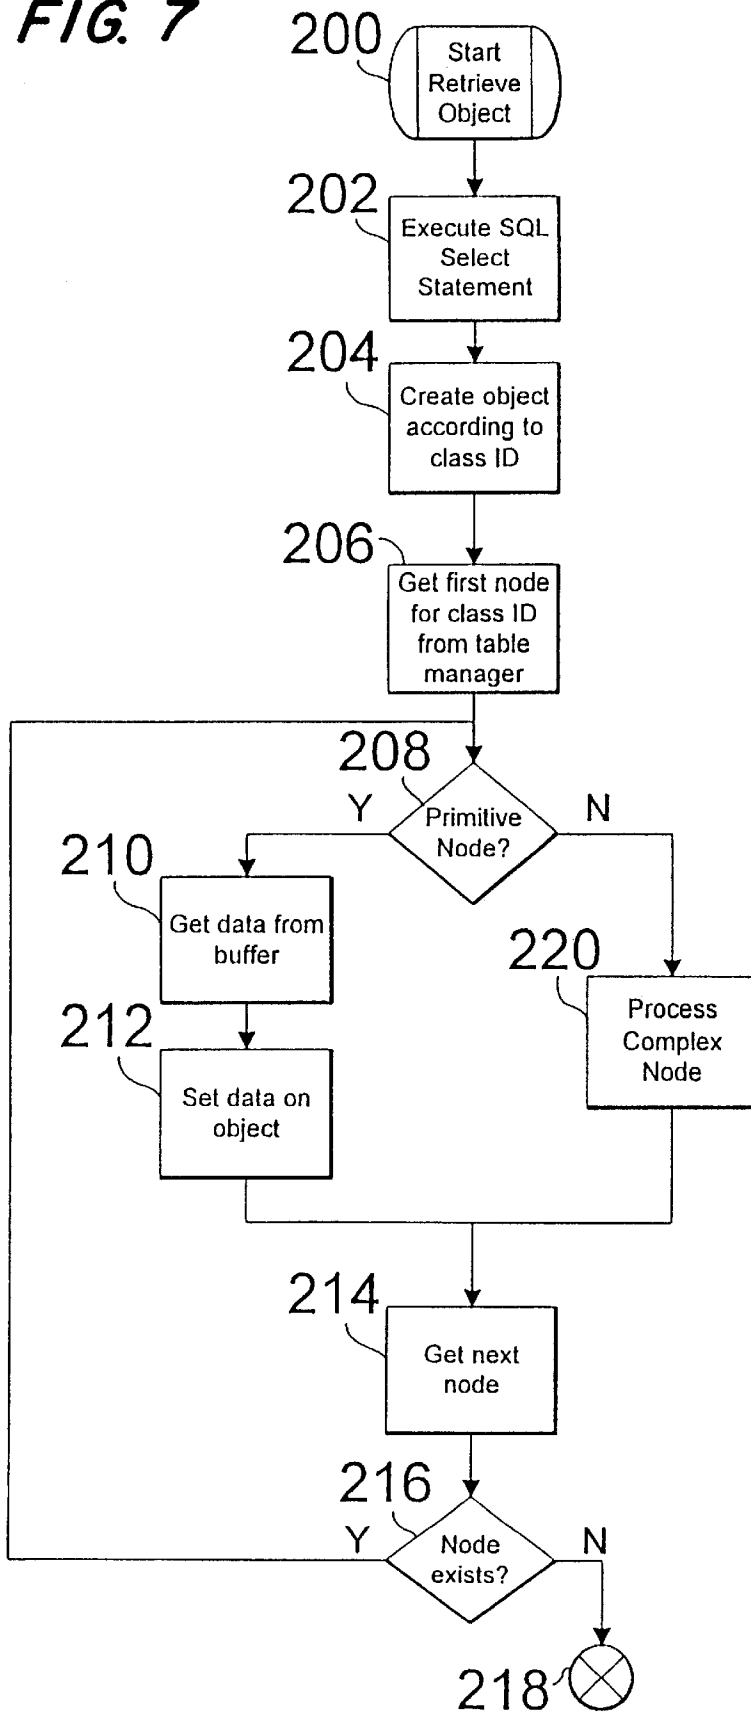 FIG. 7
200
Start
Retrieve
Object
202
Execute SQL
Select
Statement
204
Create object
according to
class ID
206
Get first node
for class ID
from table
manager
208
Primitive
Node?
Y
N
210
Get data from
buffer
212
Set data on
object
220
Process
Complex
Node
214
Get next
node
216
Node
exists?
Y
N
218